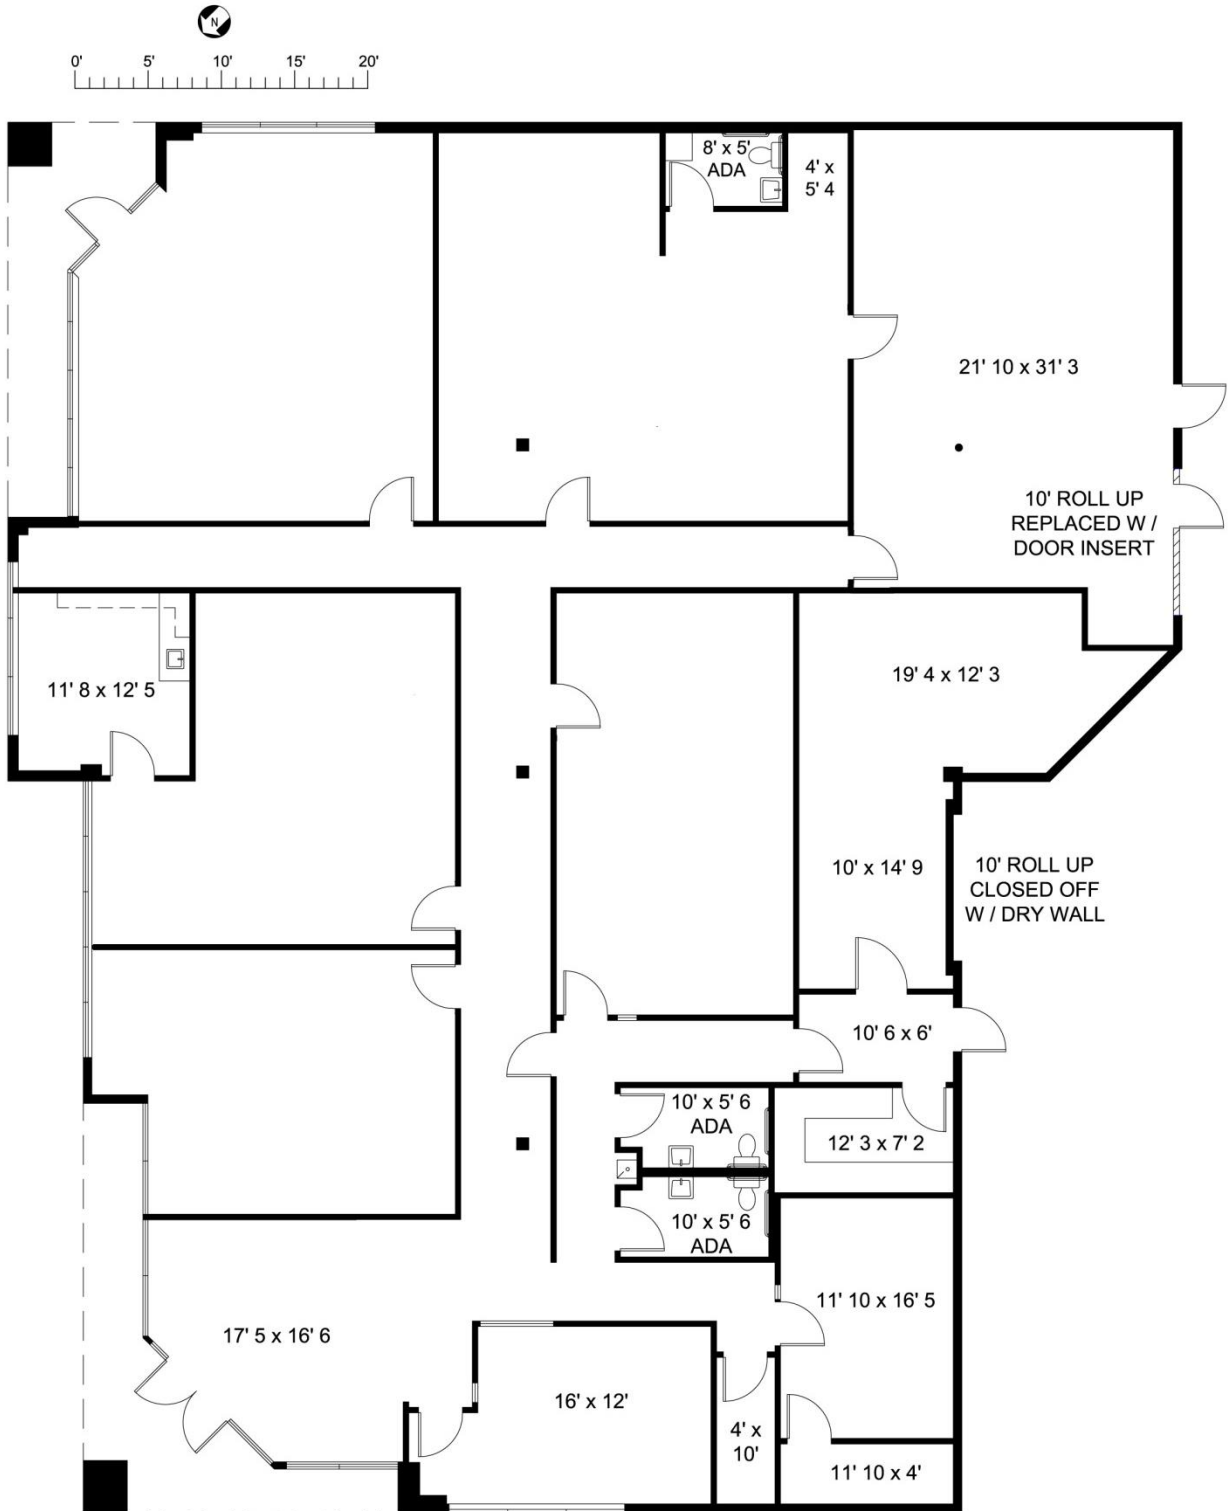 N
0' 5' 10' 15' 20'
8' x 5'
ADA
4' x
5' 4
21' 10 x 31' 3
10' ROLL UP
REPLACED W /
DOOR INSERT
11' 8 x 12' 5
19' 4 x 12' 3
10' x 14' 9
10' ROLL UP
CLOSED OFF
W / DRY WALL
10' 6 x 6'
10' x 5' 6
ADA
12' 3 x 7' 2
10' x 5' 6
ADA
11' 10 x 16' 5
17' 5 x 16' 6
16' x 12'
4' x
10'
11' 10 x 4'